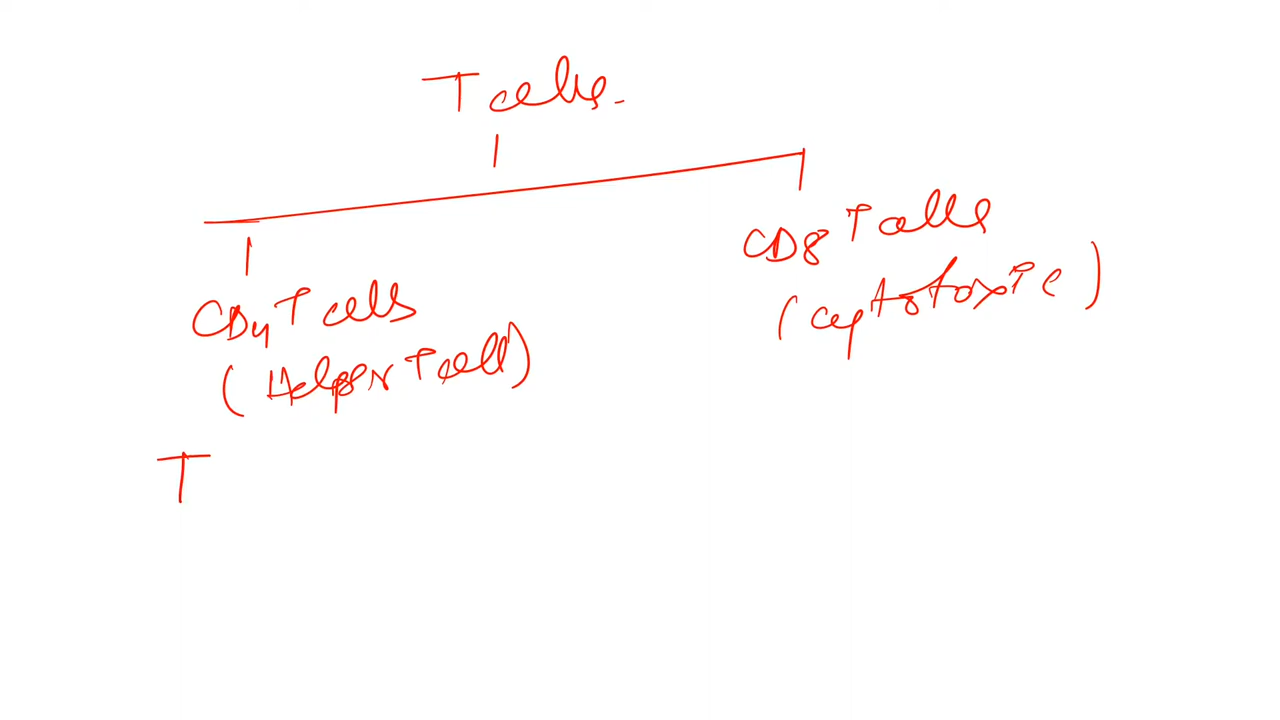 T cells.
CD4 T cells
(Helper T cell)
CD8 T cells
(cytotoxic)
T